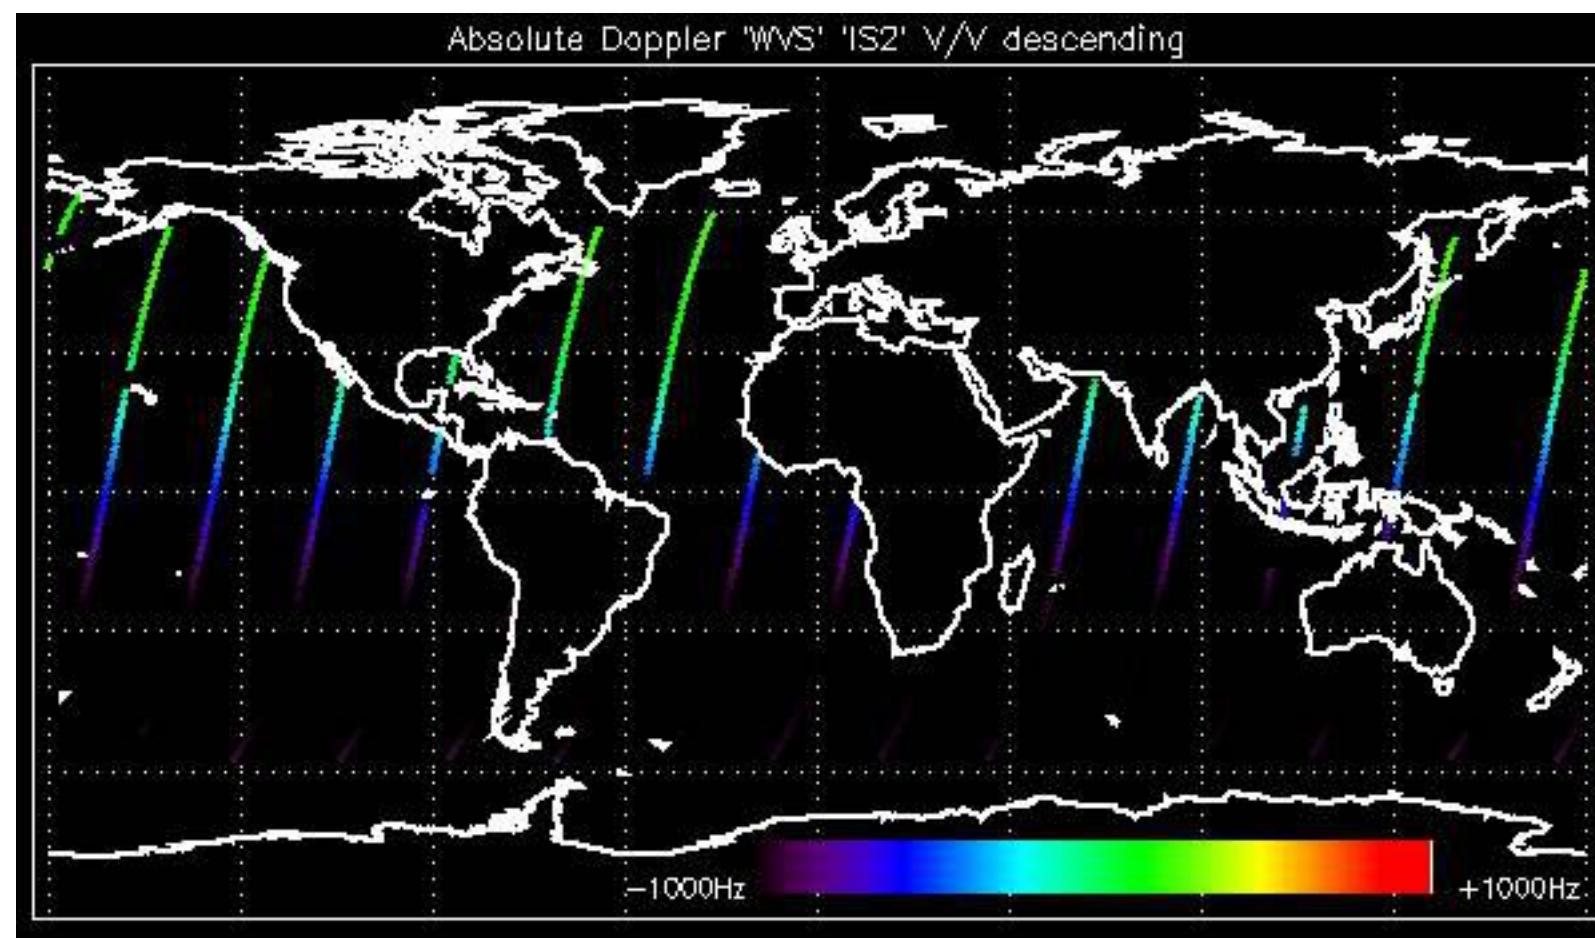 Absolute Doppler 'WVS' 'IS2' V/V descending
−1000Hz
+1000Hz